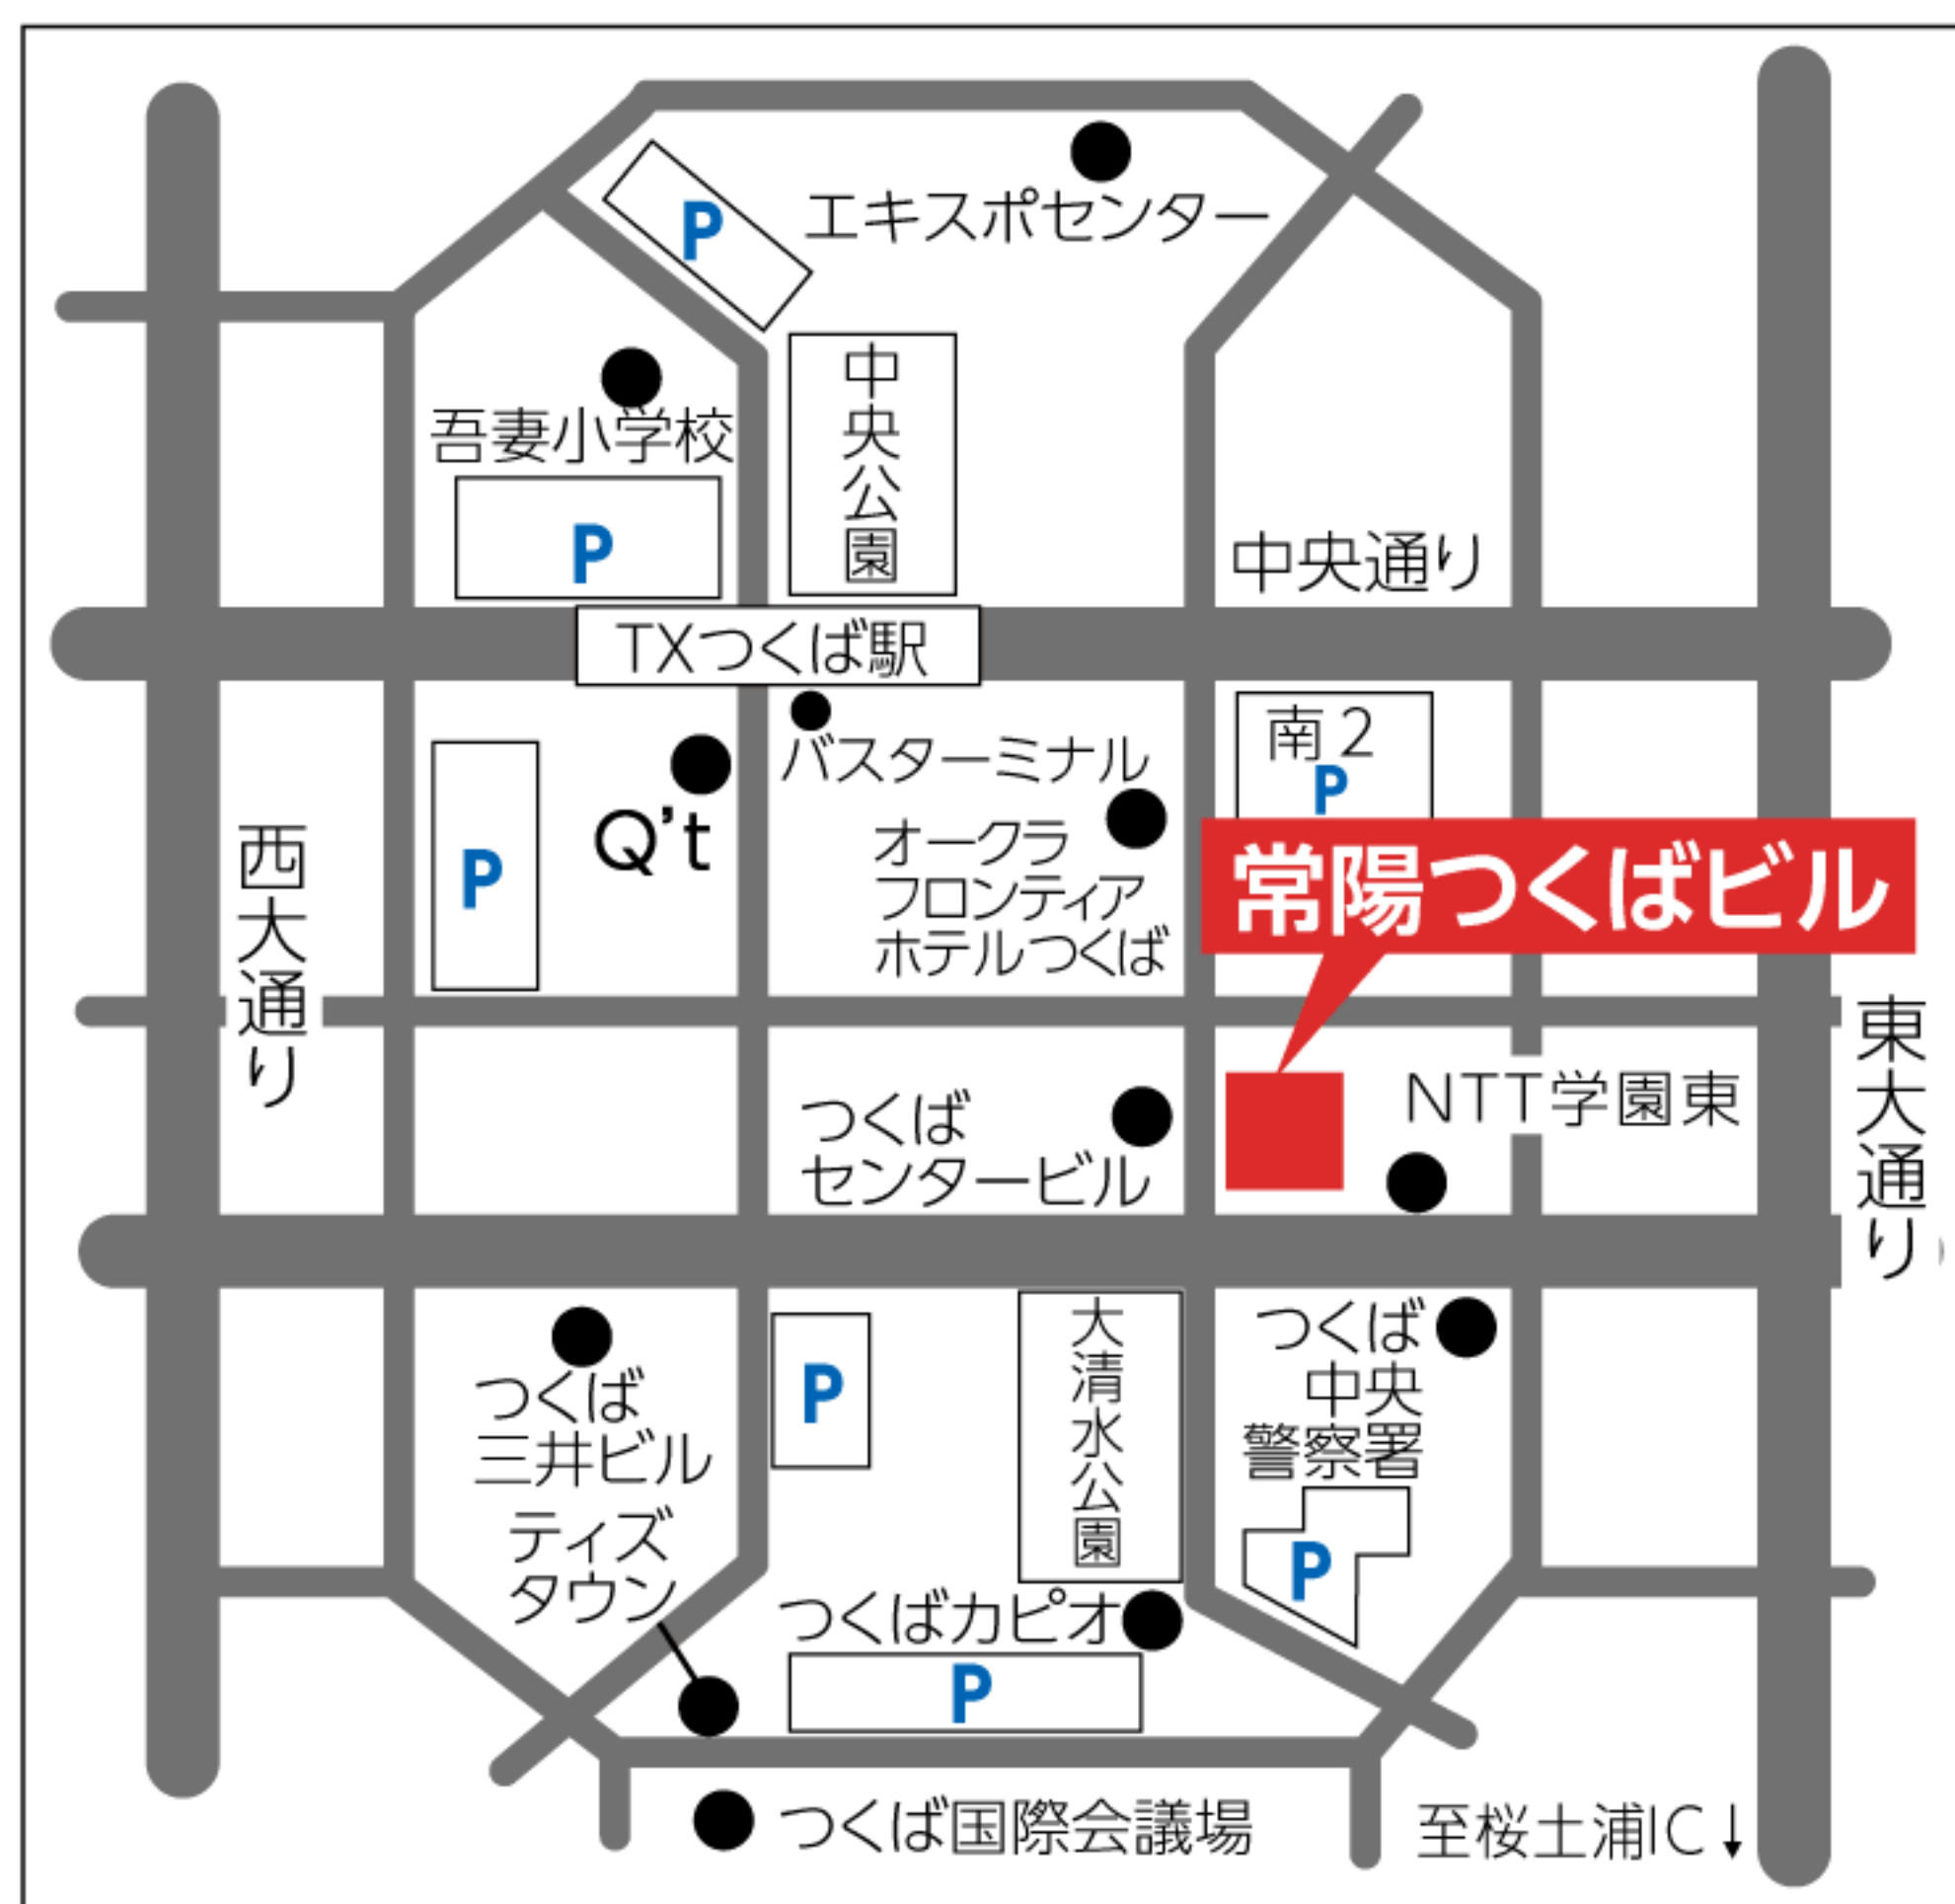 エキスポセンター
P
吾妻小学校
P
中央公園
中央通り
TXつくば駅
バスターミナル
南2
P
Q't
P
オークラ
フロンティア
ホテルつくば
常陽つくばビル
西大通り
東大通り
NTT学園東
つくば
センタービル
つくば
三井ビル
ティズ
タウン
P
大清水公園
つくば
中央
警察署
P
つくばカピオ
P
つくば国際会議場
至桜土浦IC↓